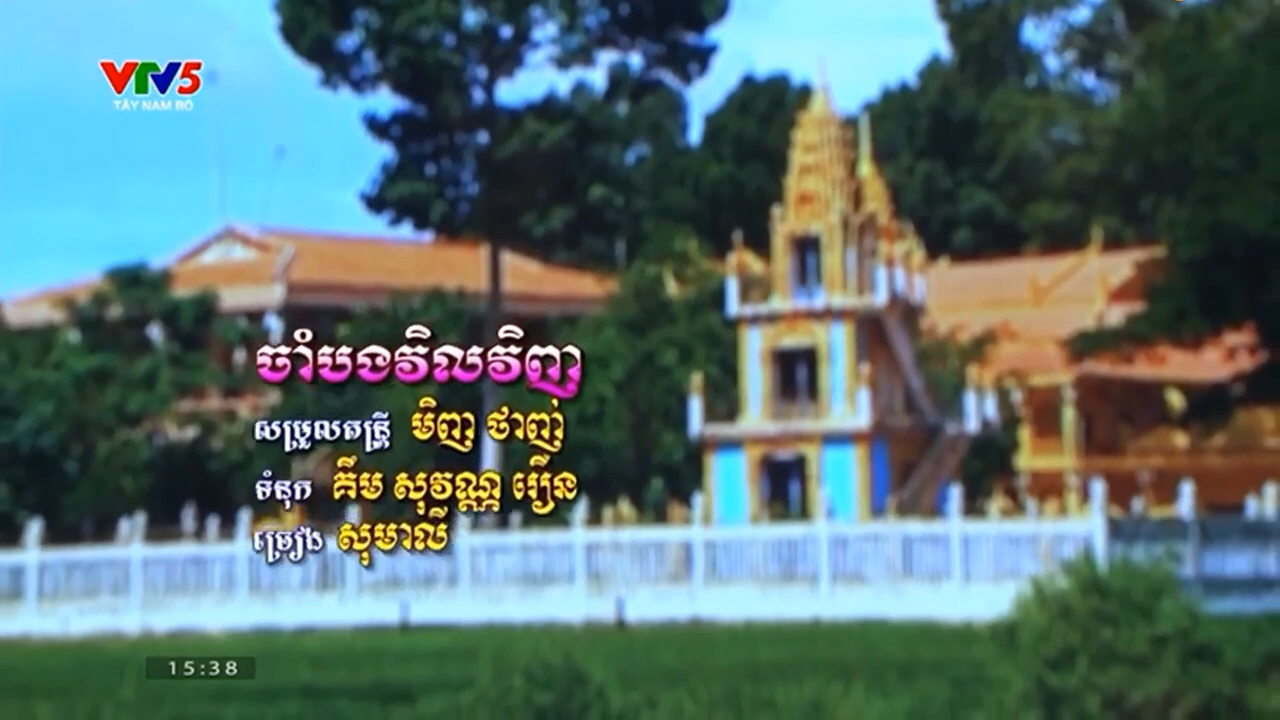 VTV5
TÂY NAM BỘ
ចាំបងវិលវិញ
សម្រួលតន្ត្រី មិញ ថាញ់
ទំនុក គឹម សុវណ្ណ រឿន
ច្រៀង សុមាលី
15:38